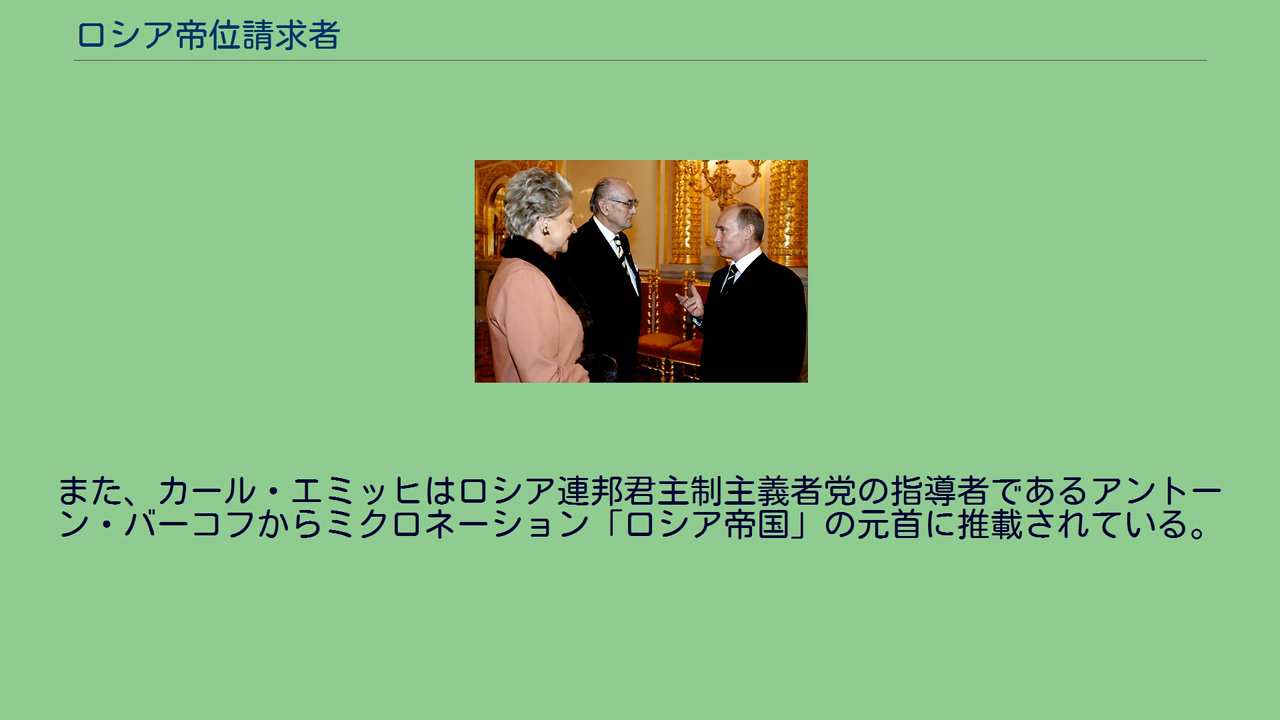 ロシア帝位請求者
また、カール・エミッヒはロシア連邦君主制主義者党の指導者であるアントー
ン・バーコフからミクロネーション「ロシア帝国」の元首に推載されている。